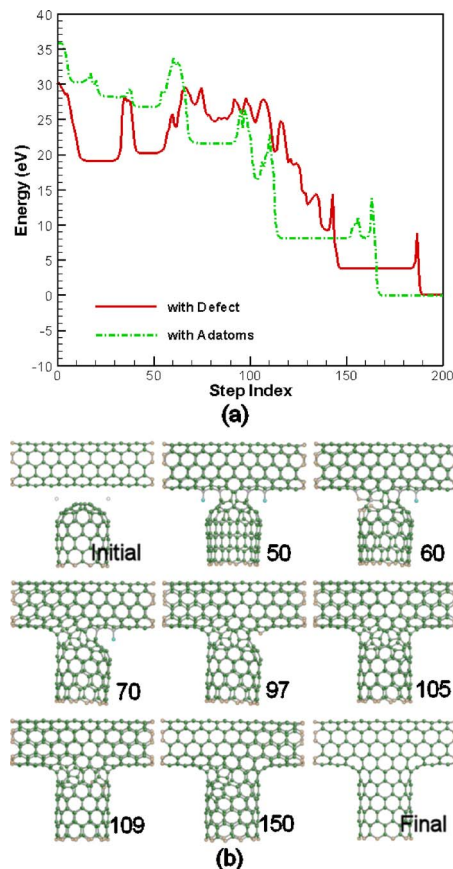 40
35
30
25
20
15
10
5
0
-5
-10
Energy (eV)
with Defect
with Adatoms
0 50 100 150 200
Step Index
(a)
Initial 50 60
70 97 105
109 150 Final
(b)